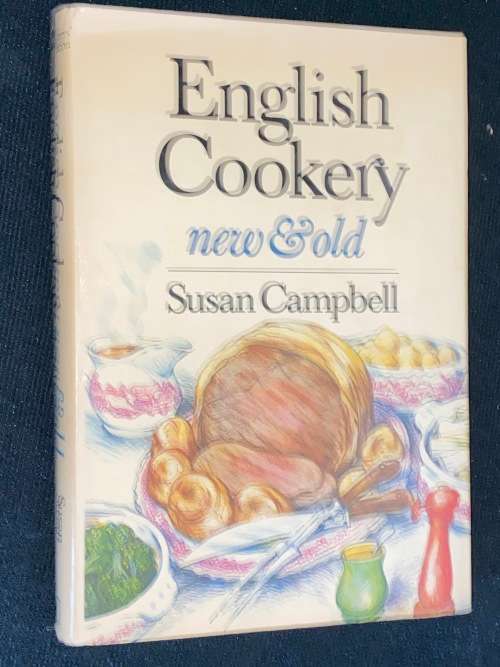 English
Cookery
new & old
Susan Campbell